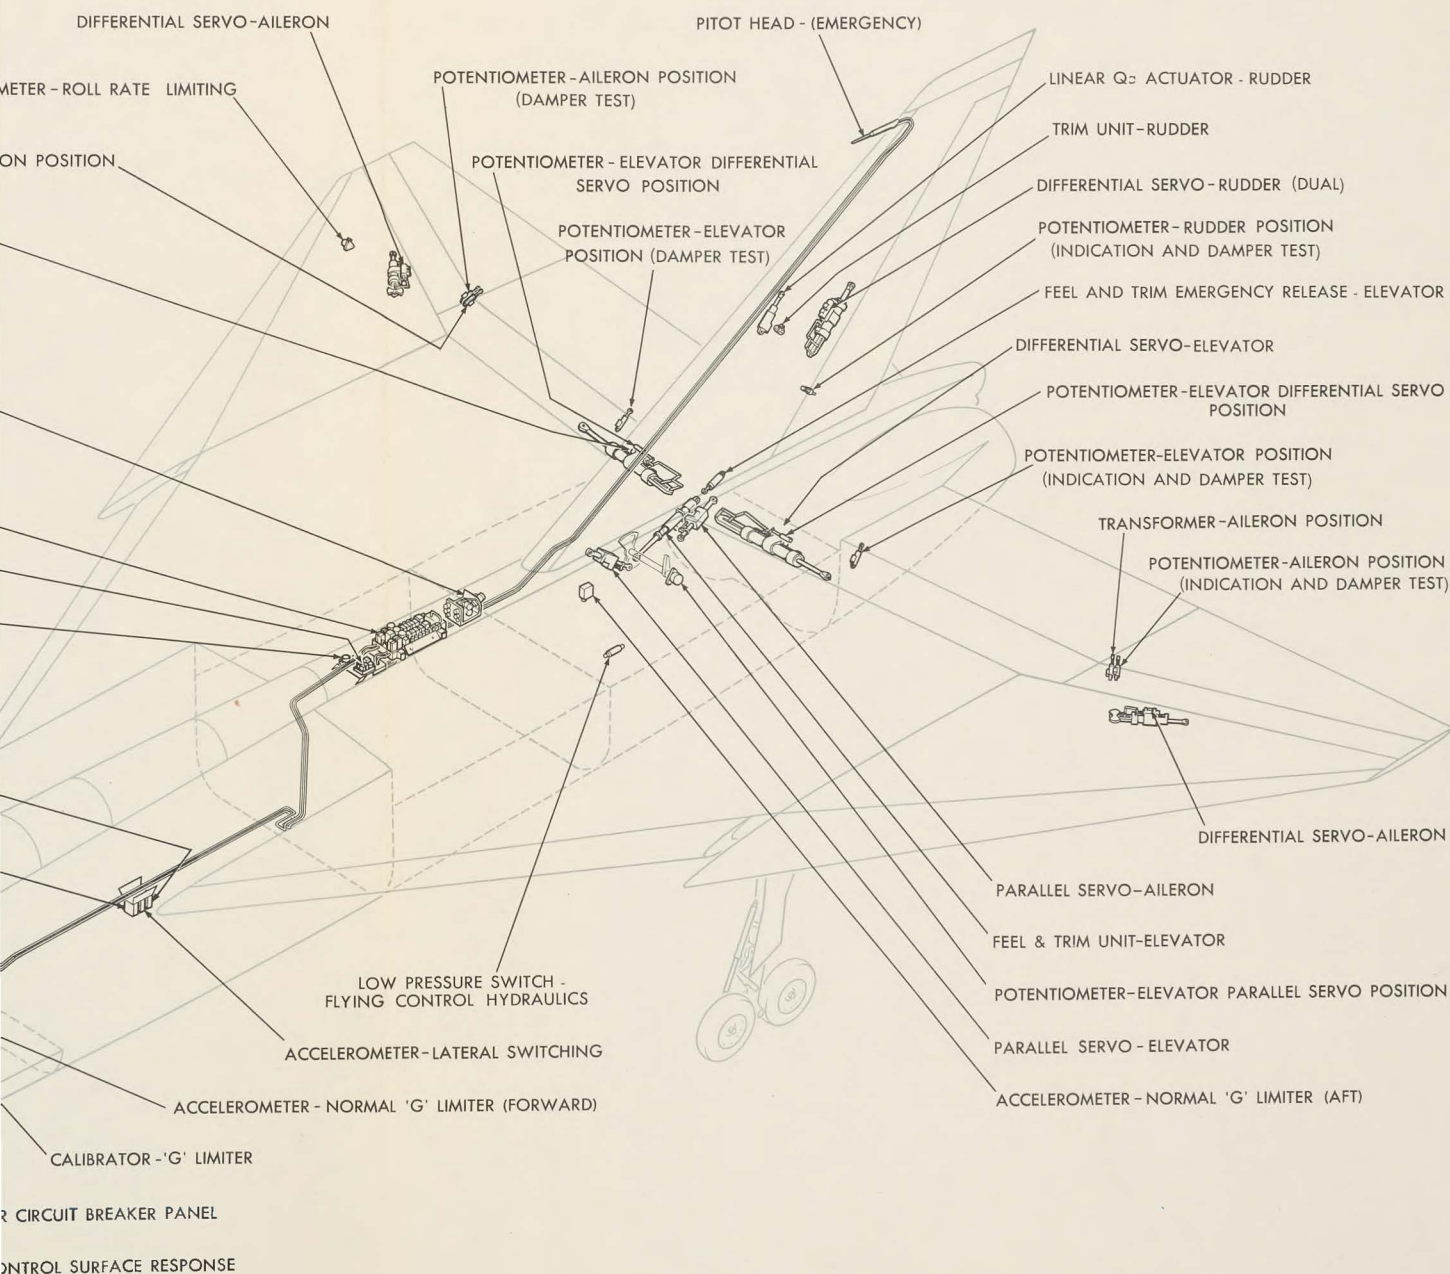 DIFFERENTIAL SERVO-AILERON
PITOT HEAD - (EMERGENCY)
METER - ROLL RATE LIMITING
POTENTIOMETER - AILERON POSITION
(DAMPER TEST)
LINEAR Qc ACTUATOR - RUDDER
TRIM UNIT-RUDDER
ON POSITION
POTENTIOMETER - ELEVATOR DIFFERENTIAL
SERVO POSITION
DIFFERENTIAL SERVO - RUDDER (DUAL)
POTENTIOMETER - ELEVATOR
POSITION (DAMPER TEST)
POTENTIOMETER - RUDDER POSITION
(INDICATION AND DAMPER TEST)
FEEL AND TRIM EMERGENCY RELEASE - ELEVATOR
DIFFERENTIAL SERVO-ELEVATOR
POTENTIOMETER-ELEVATOR DIFFERENTIAL SERVO
POSITION
POTENTIOMETER-ELEVATOR POSITION
(INDICATION AND DAMPER TEST)
TRANSFORMER-AILERON POSITION
POTENTIOMETER-AILERON POSITION
(INDICATION AND DAMPER TEST)
DIFFERENTIAL SERVO-AILERON
PARALLEL SERVO-AILERON
FEEL & TRIM UNIT-ELEVATOR
POTENTIOMETER-ELEVATOR PARALLEL SERVO POSITION
PARALLEL SERVO - ELEVATOR
ACCELEROMETER - NORMAL 'G' LIMITER (AFT)
LOW PRESSURE SWITCH -
FLYING CONTROL HYDRAULICS
ACCELEROMETER-LATERAL SWITCHING
ACCELEROMETER - NORMAL 'G' LIMITER (FORWARD)
CALIBRATOR -'G' LIMITER
R CIRCUIT BREAKER PANEL
ONTROL SURFACE RESPONSE